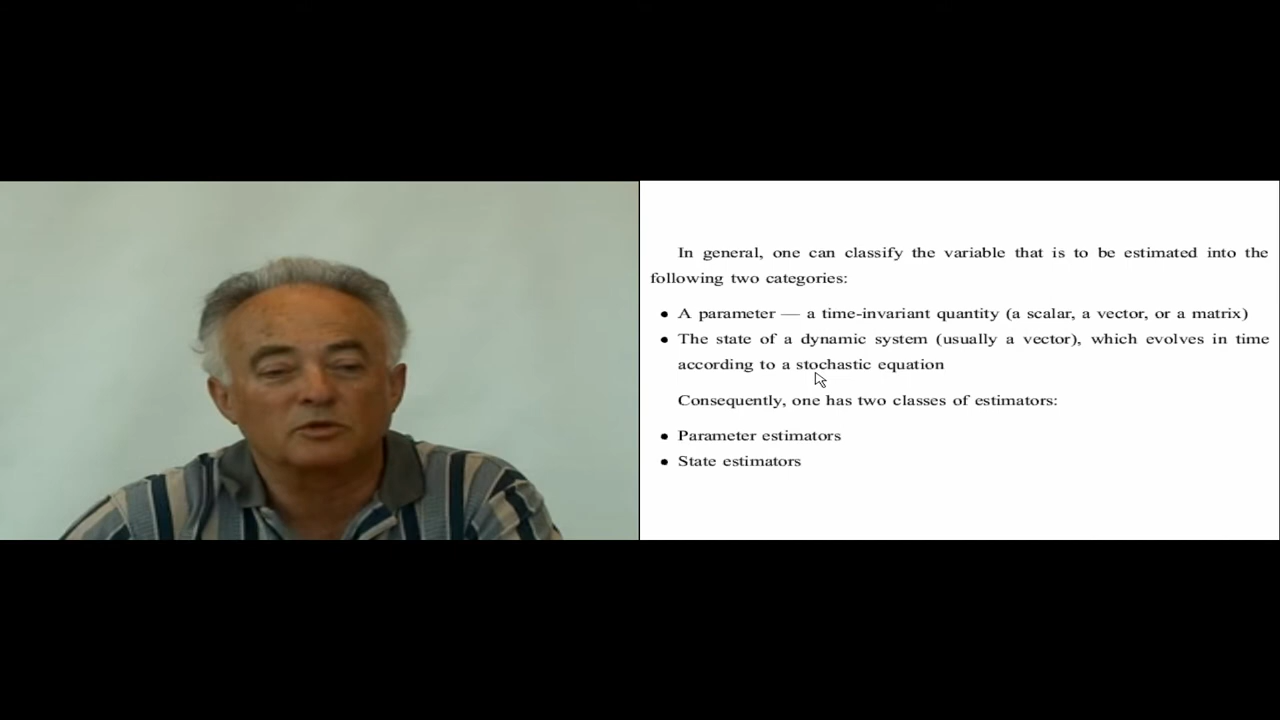 In general, one can classify the variable that is to be estimated into the
following two categories:
● A parameter — a time-invariant quantity (a scalar, a vector, or a matrix)
● The state of a dynamic system (usually a vector), which evolves in time
according to a stochastic equation
Consequently, one has two classes of estimators:
● Parameter estimators
● State estimators